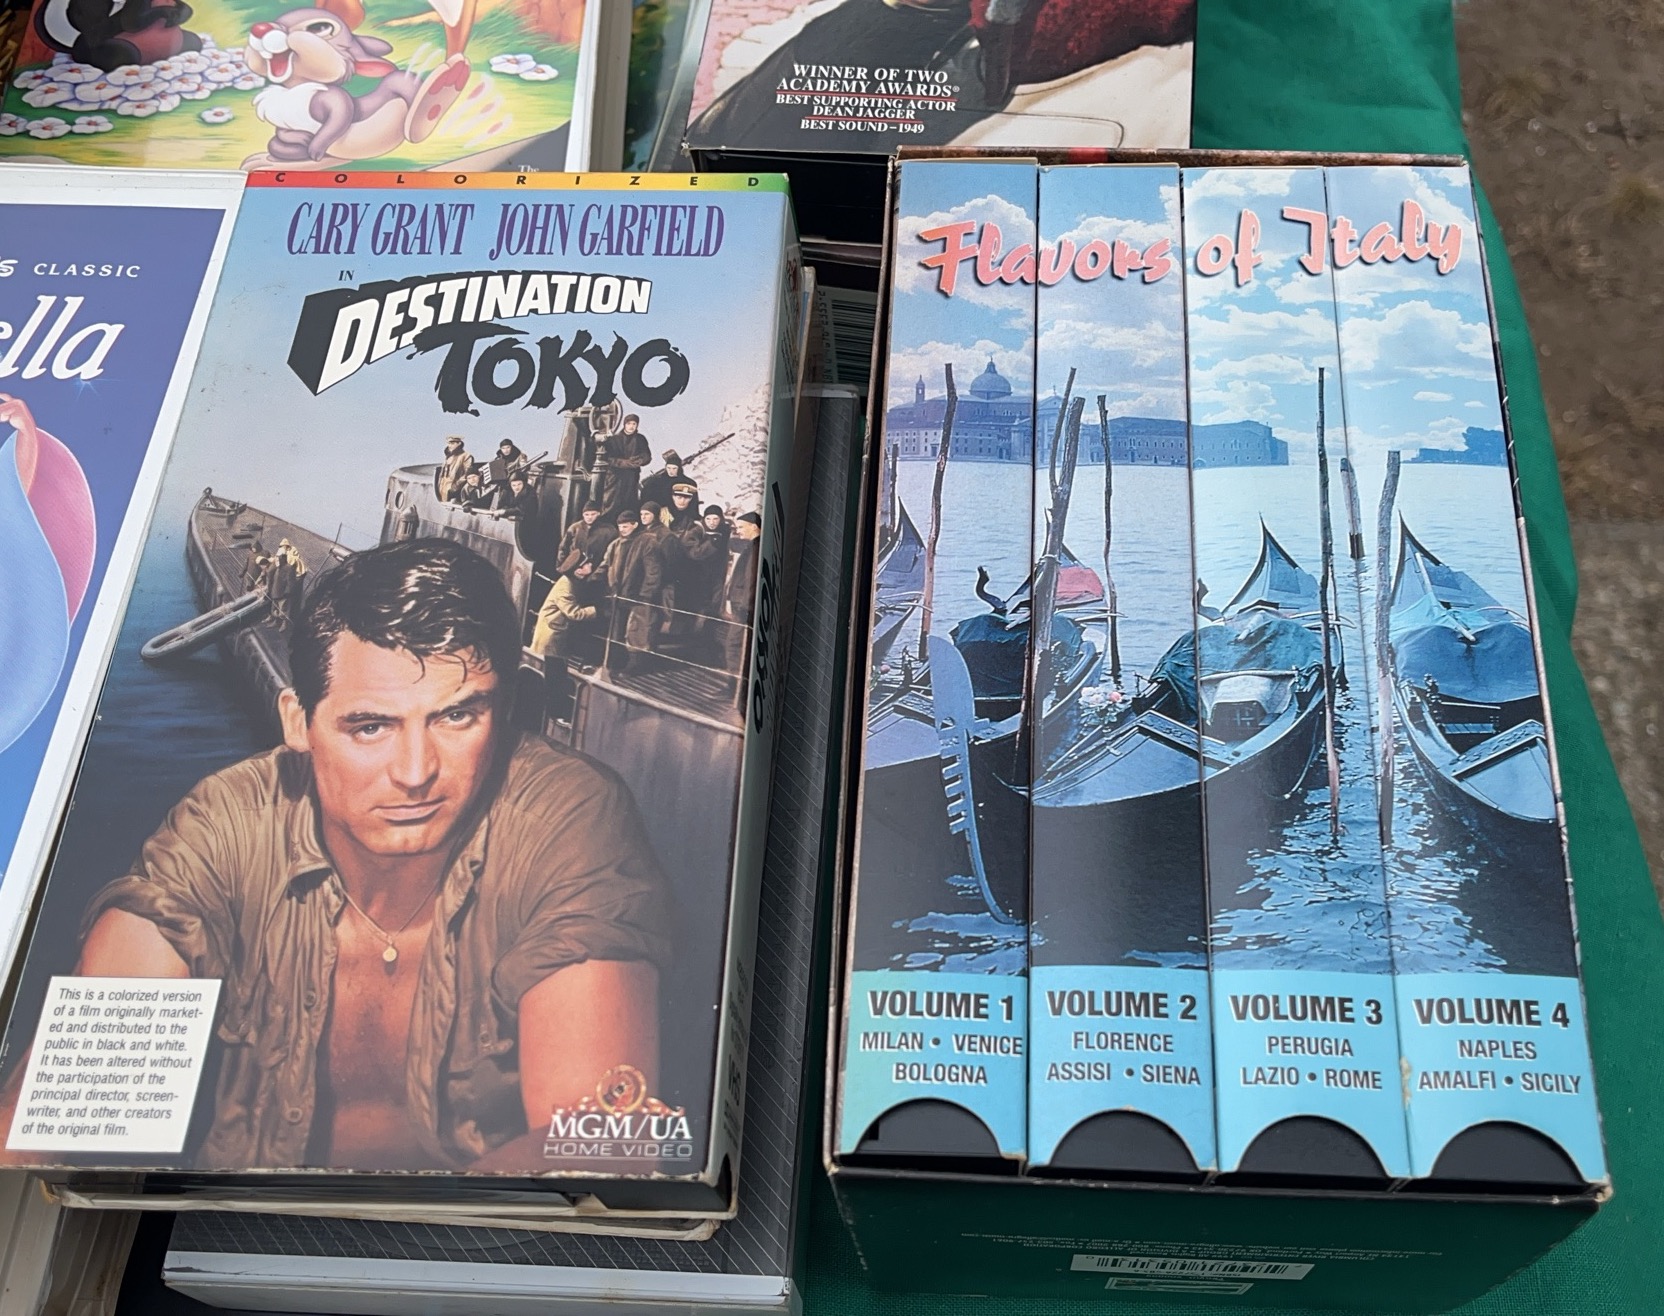 WINNER OF TWO
ACADEMY AWARDS®
BEST SUPPORTING ACTOR
DEAN JAGGER
BEST SOUND-1949
The
CLASSIC
ella
COLORIZED
CARY GRANT JOHN GARFIELD
IN
DESTINATION
TOKYO
This is a colorized version
of a film originally market-
ed and distributed to the
public in black and white.
It has been altered without
the participation of the
principal director, screen-
writer, and other creators
of the original film.
MGM/UA
HOME VIDEO
VHS
Flavors of Italy
VOLUME 1
MILAN • VENICE
BOLOGNA
VOLUME 2
FLORENCE
ASSISI • SIENA
VOLUME 3
PERUGIA
LAZIO • ROME
VOLUME 4
NAPLES
AMALFI • SICILY